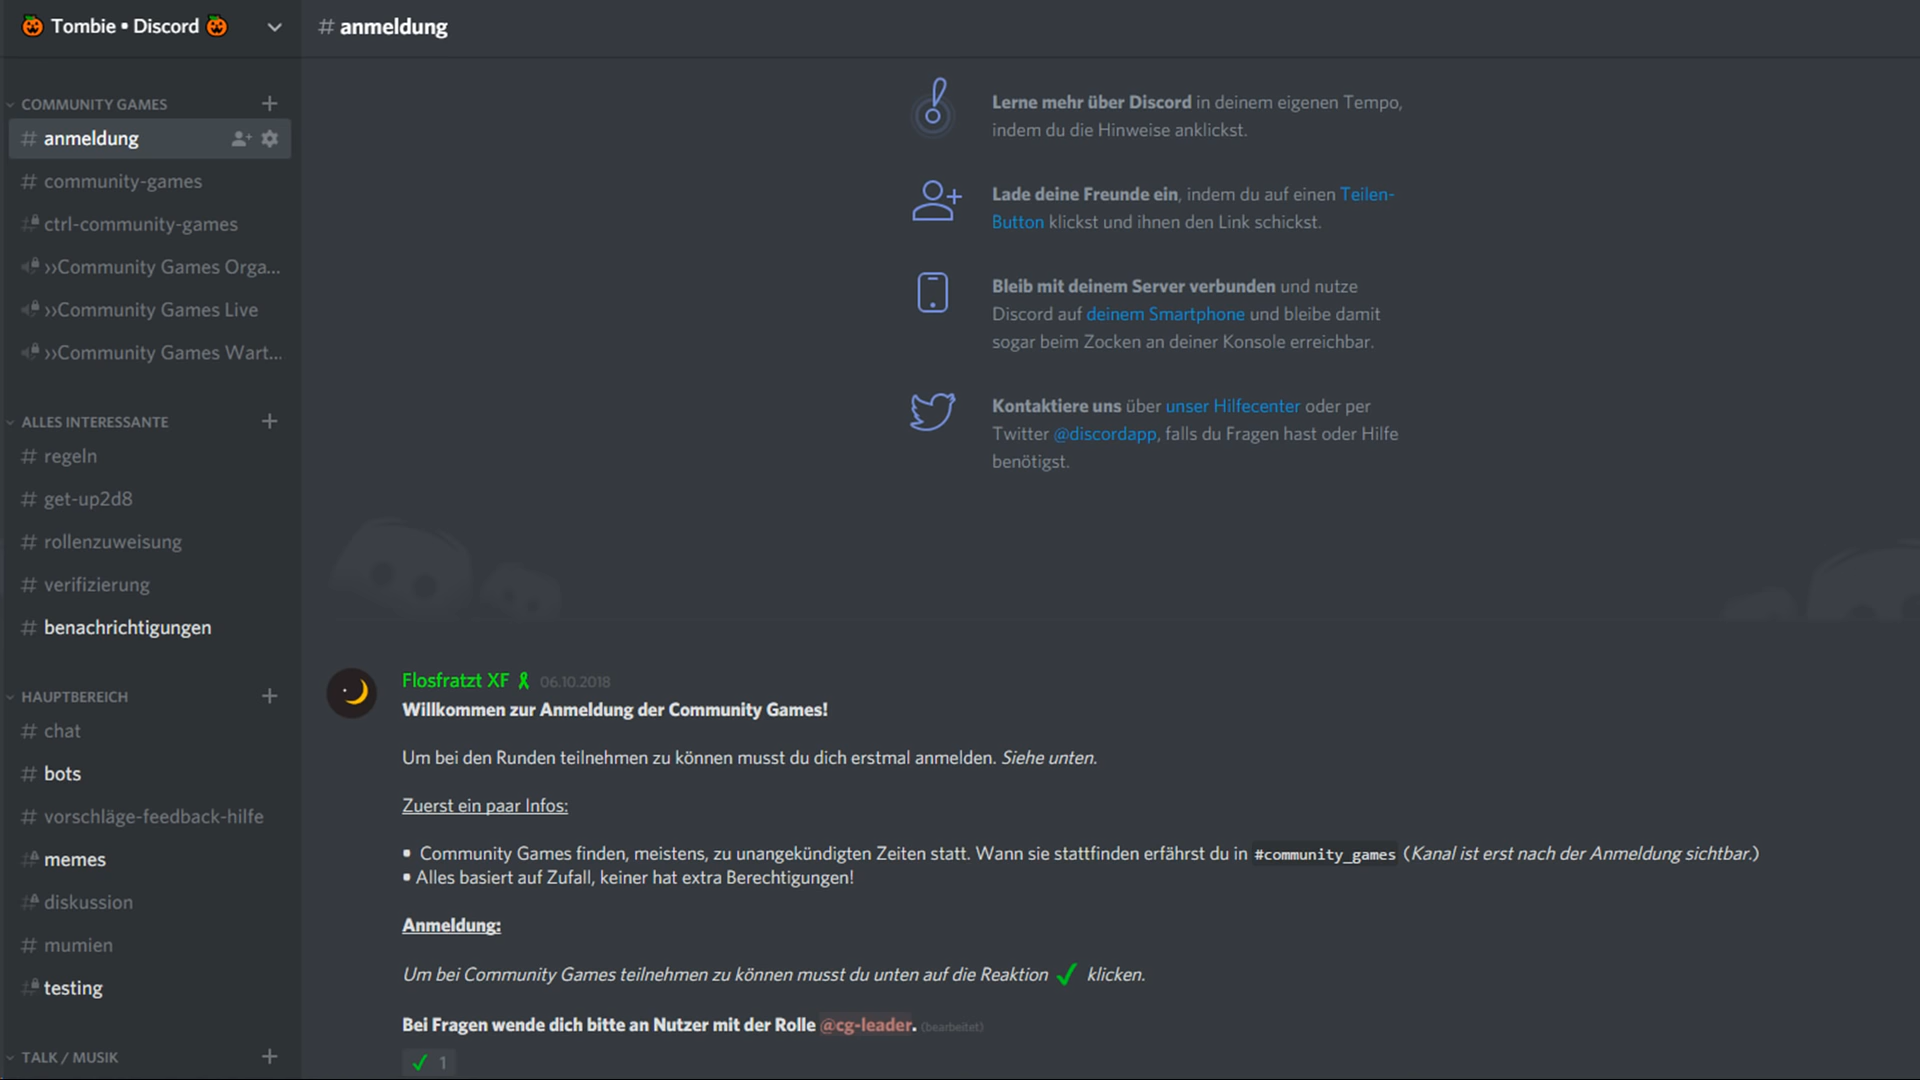 🎃 Tombie • Discord 🎃
COMMUNITY GAMES
# anmeldung
# community-games
# ctrl-community-games
»Community Games Orga...
»Community Games Live
»Community Games Wart...
ALLES INTERESSANTE
# regeln
# get-up2d8
# rollenzuweisung
# verifizierung
# benachrichtigungen
HAUPTBEREICH
# chat
# bots
# vorschläge-feedback-hilfe
# memes
# diskussion
# mumien
# testing
TALK / MUSIK
# anmeldung
Lerne mehr über Discord in deinem eigenen Tempo,
indem du die Hinweise anklickst.
Lade deine Freunde ein, indem du auf einen Teilen-
Button klickst und ihnen den Link schickst.
Bleib mit deinem Server verbunden und nutze
Discord auf deinem Smartphone und bleibe damit
sogar beim Zocken an deiner Konsole erreichbar.
Kontaktiere uns über unser Hilfecenter oder per
Twitter @discordapp, falls du Fragen hast oder Hilfe
benötigst.
Flosfratzt XF 06.10.2018
Willkommen zur Anmeldung der Community Games!
Um bei den Runden teilnehmen zu können musst du dich erstmal anmelden. Siehe unten.
Zuerst ein paar Infos:
▪ Community Games finden, meistens, zu unangekündigten Zeiten statt. Wann sie stattfinden erfährst du in #community_games (Kanal ist erst nach der Anmeldung sichtbar.)
▪ Alles basiert auf Zufall, keiner hat extra Berechtigungen!
Anmeldung:
Um bei Community Games teilnehmen zu können musst du unten auf die Reaktion ✓ klicken.
Bei Fragen wende dich bitte an Nutzer mit der Rolle @cg-leader. (bearbeitet)
✓ 1